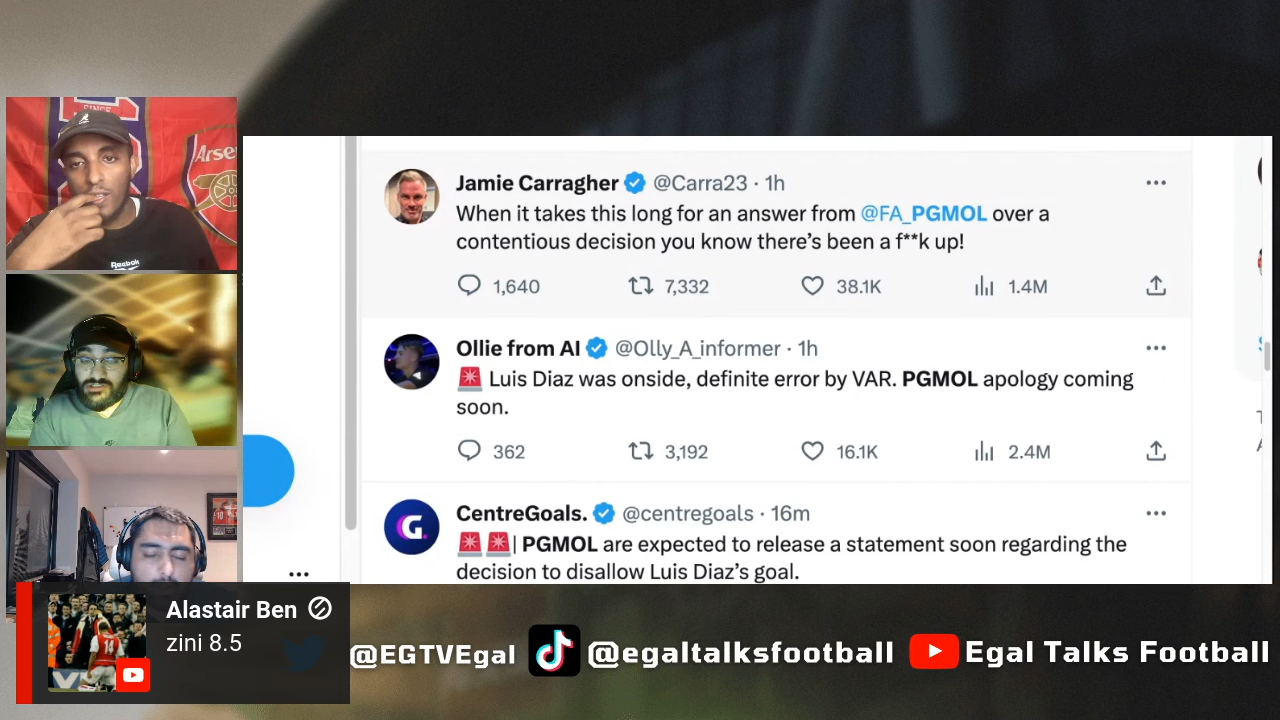 SINCE
Arse
Reebok
Jamie Carragher @Carra23 · 1h
When it takes this long for an answer from @FA_PGMOL over a
contentious decision you know there's been a f**k up!
1,640 7,332 38.1K 1.4M
Ollie from AI @Olly_A_informer · 1h
🚨 Luis Diaz was onside, definite error by VAR. PGMOL apology coming
soon.
362 3,192 16.1K 2.4M
CentreGoals. @centregoals · 16m
🚨🚨| PGMOL are expected to release a statement soon regarding the
decision to disallow Luis Diaz's goal.
Alastair Ben
zini 8.5
@EGTVEgal @egaltalksfootball Egal Talks Football